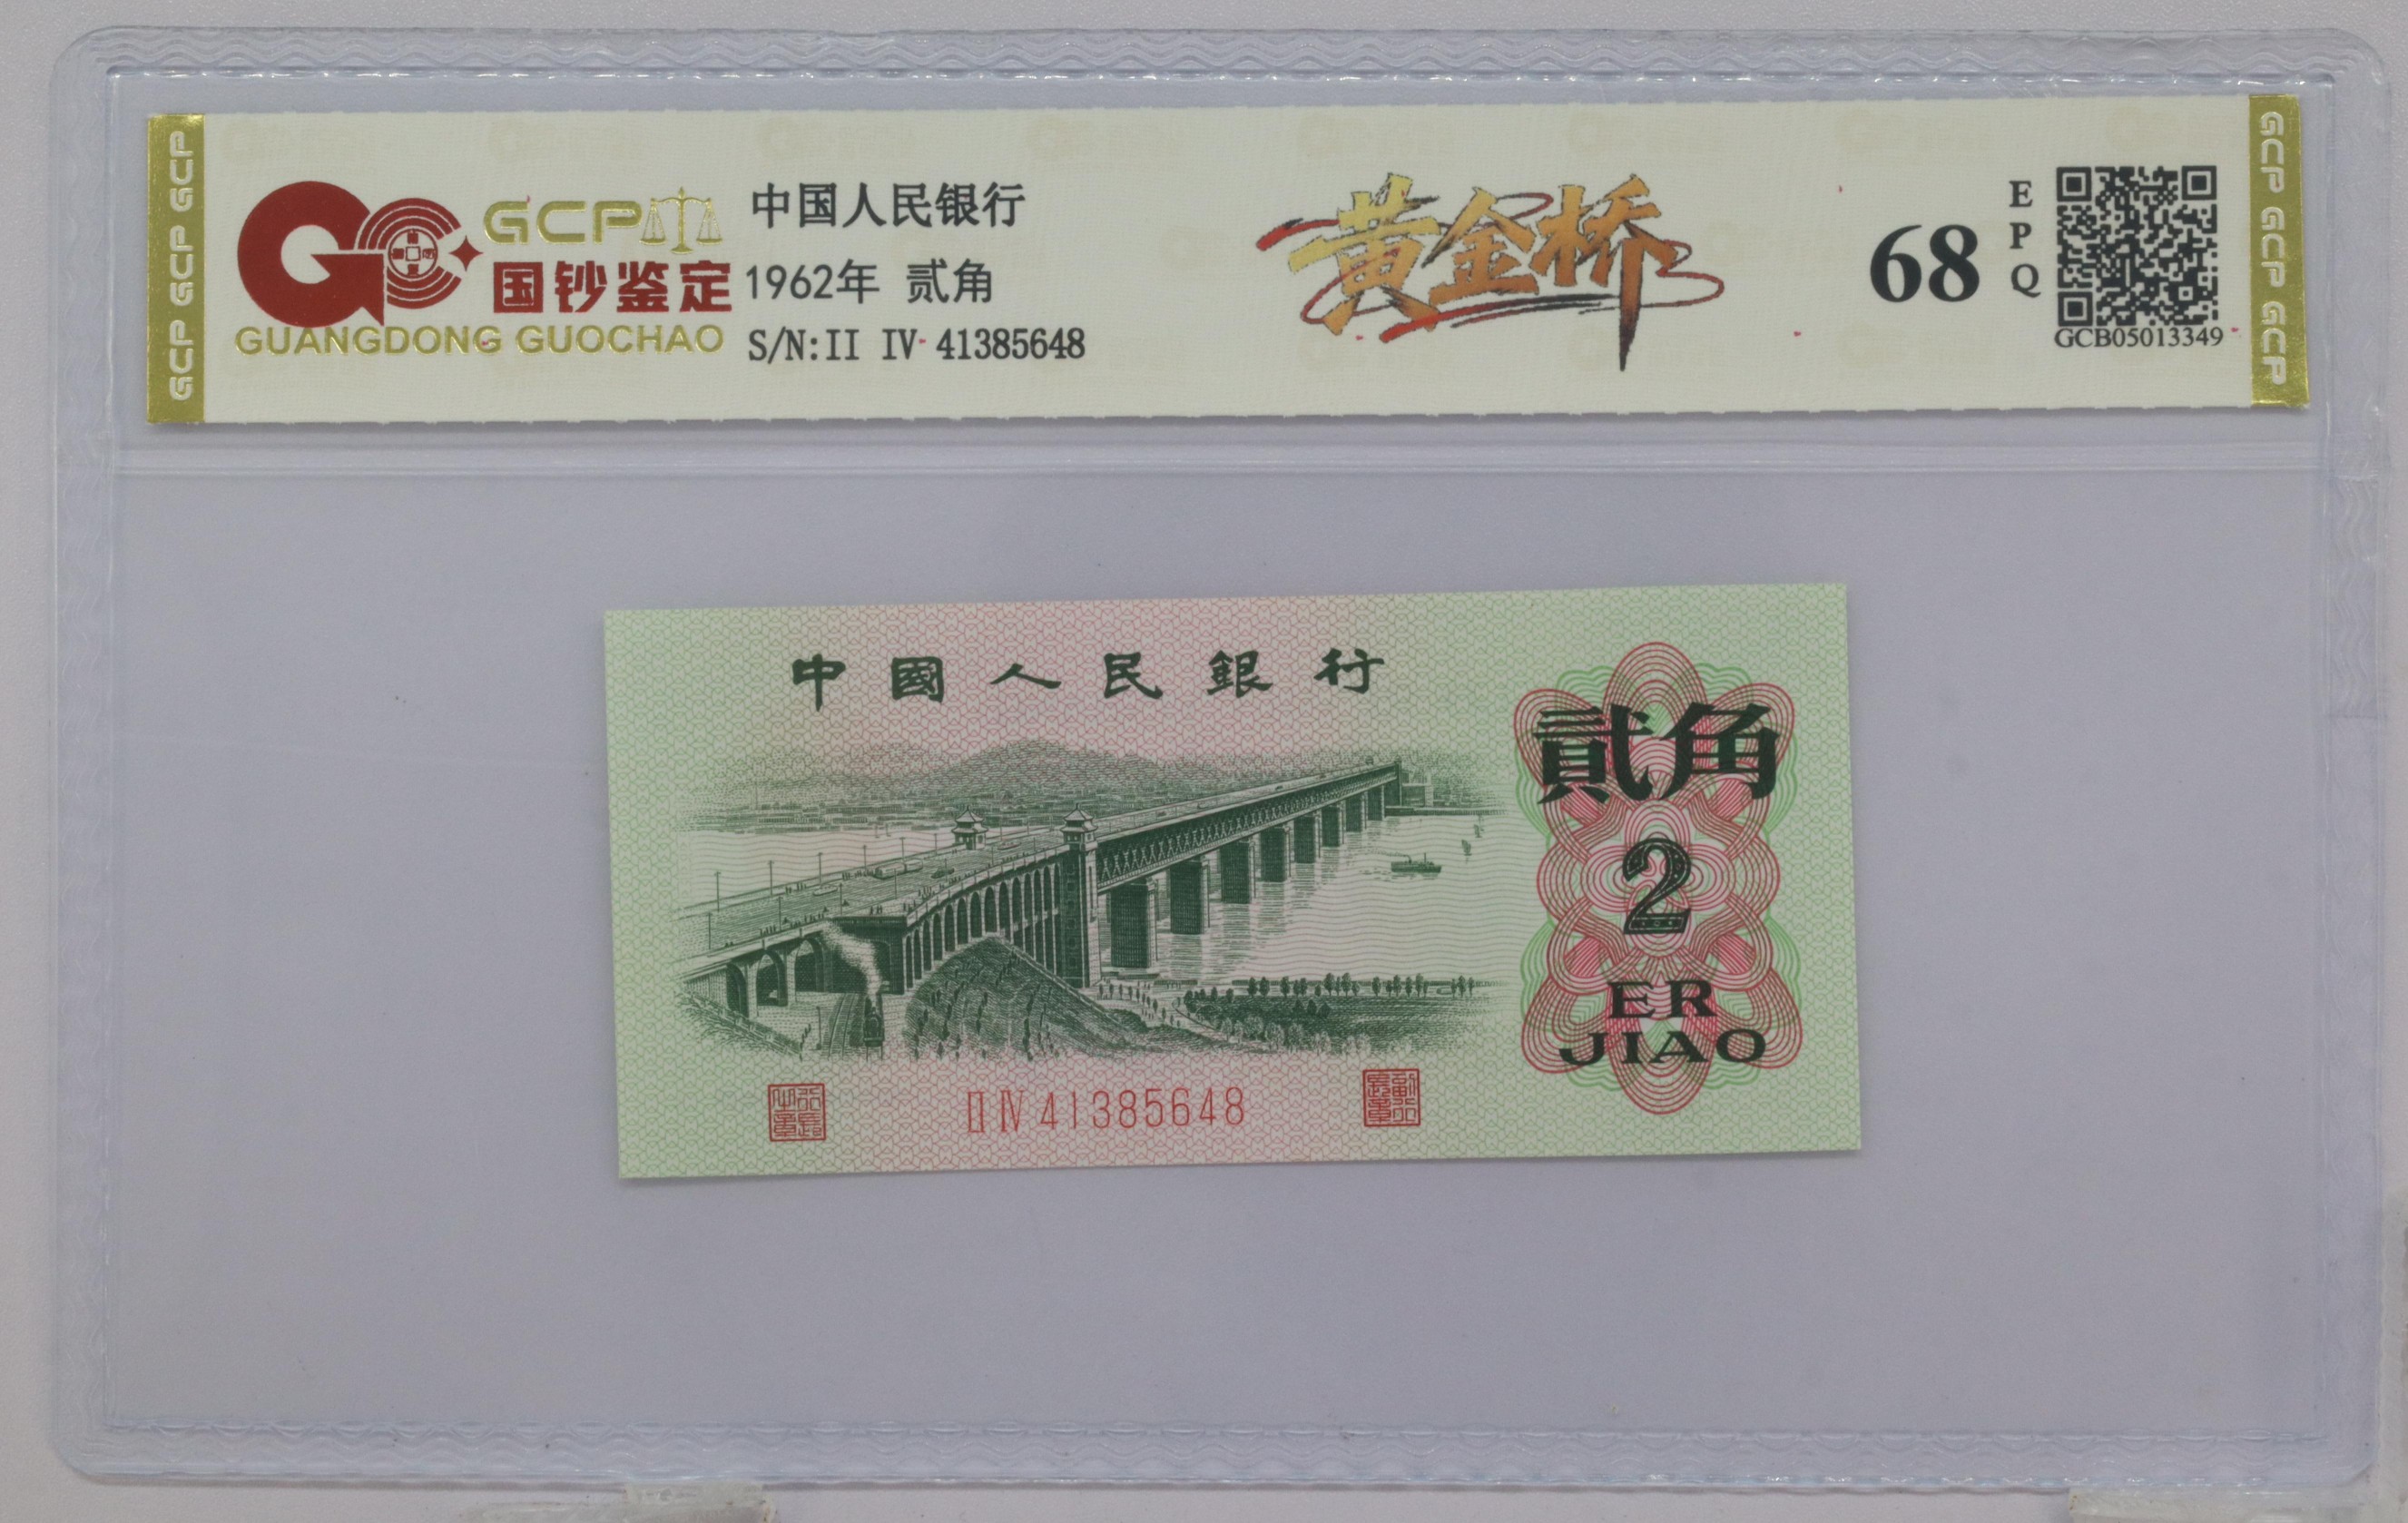 GCP GCP GCP
GCP
国钞鉴定
GUANGDONG GUOCHAO
中国人民银行
1962年 贰角
S/N:II IV 41385648
黄金桥
68
EPQ
GCB05013349
GCP GCP GCP
中國人民銀行
貳角
2
ER
JIAO
II IV 41385648